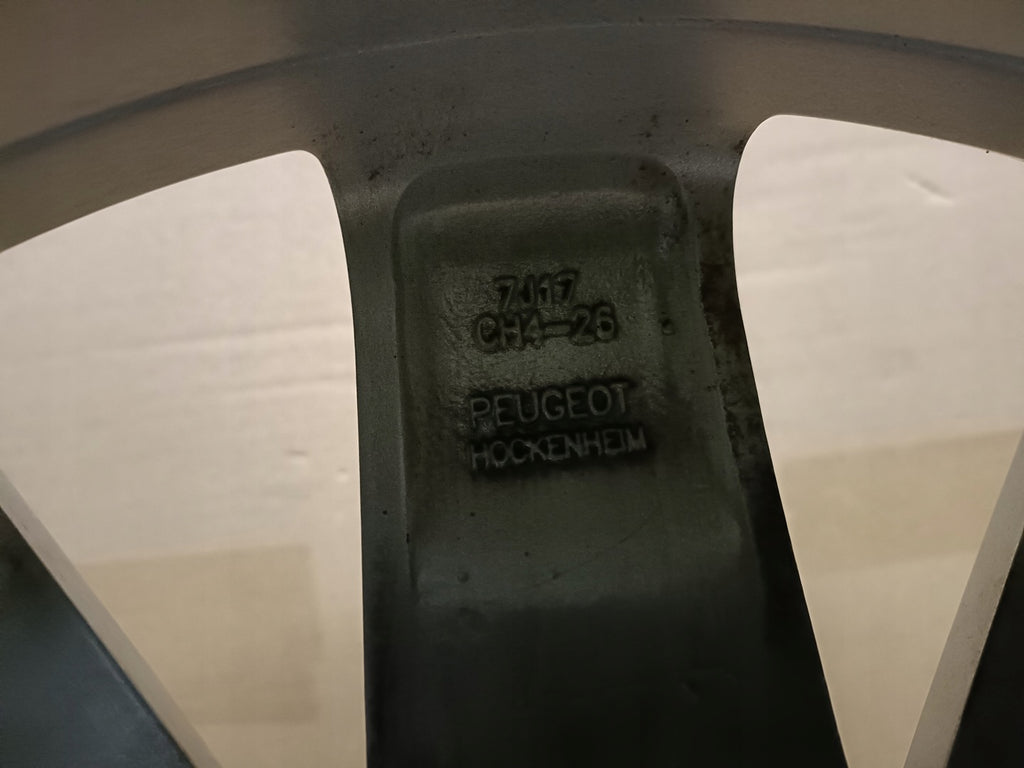 7J17
CH4-26
PEUGEOT
HOCKENHEIM